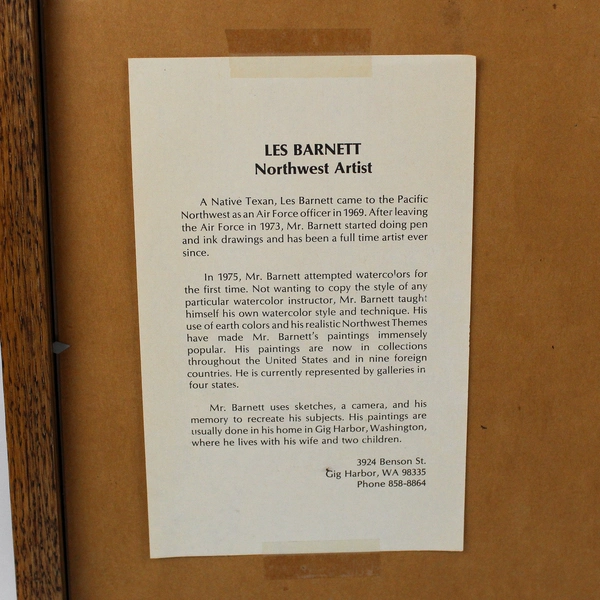 LES BARNETT
Northwest Artist
A Native Texan, Les Barnett came to the Pacific
Northwest as an Air Force officer in 1969. After leaving
the Air Force in 1973, Mr. Barnett started doing pen
and ink drawings and has been a full time artist ever
since.
In 1975, Mr. Barnett attempted watercolors for
the first time. Not wanting to copy the style of any
particular watercolor instructor, Mr. Barnett taught
himself his own watercolor style and technique. His
use of earth colors and his realistic Northwest Themes
have made Mr. Barnett's paintings immensely
popular. His paintings are now in collections
throughout the United States and in nine foreign
countries. He is currently represented by galleries in
four states.
Mr. Barnett uses sketches, a camera, and his
memory to recreate his subjects. His paintings are
usually done in his home in Gig Harbor, Washington,
where he lives with his wife and two children.
3924 Benson St.
Gig Harbor, WA 98335
Phone 858-8864